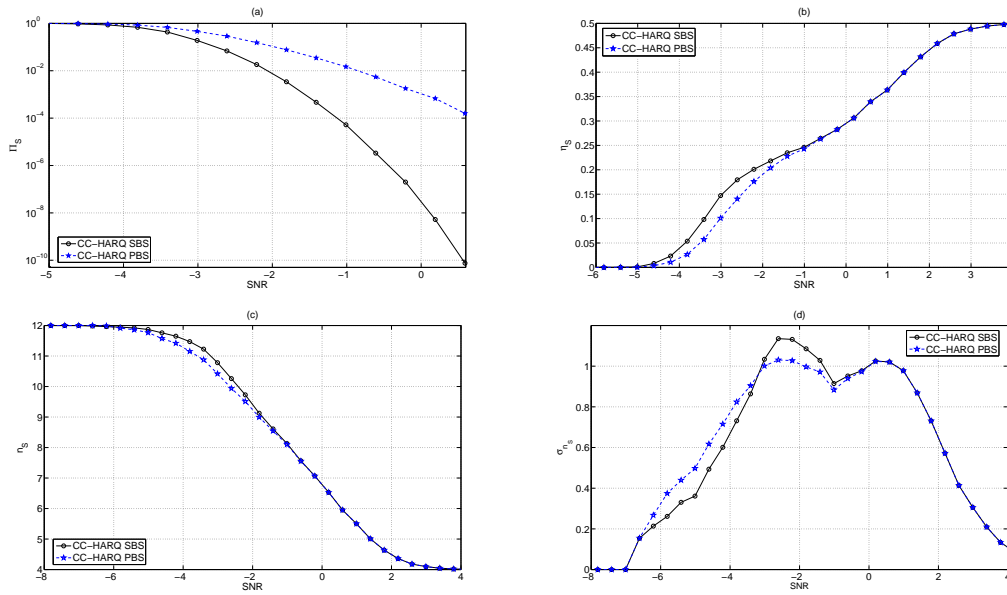 (a)
10^0
10^-2
10^-4
10^-6
10^-8
10^-10
Π_S
CC-HARQ SBS
CC-HARQ PBS
−5 −4 −3 −2 −1 0
SNR
(b)
0.5
0.45
0.4
0.35
0.3
0.25
0.2
0.15
0.1
0.05
0
η_S
CC-HARQ SBS
CC-HARQ PBS
−6 −5 −4 −3 −2 −1 0 1 2 3
SNR
(c)
12
11
10
9
8
7
6
5
4
n_S
CC-HARQ SBS
CC-HARQ PBS
−8 −6 −4 −2 0 2 4
SNR
(d)
1
0.8
0.6
0.4
0.2
0
σ_n_S
CC-HARQ SBS
CC-HARQ PBS
−8 −6 −4 −2 0 2 4
SNR